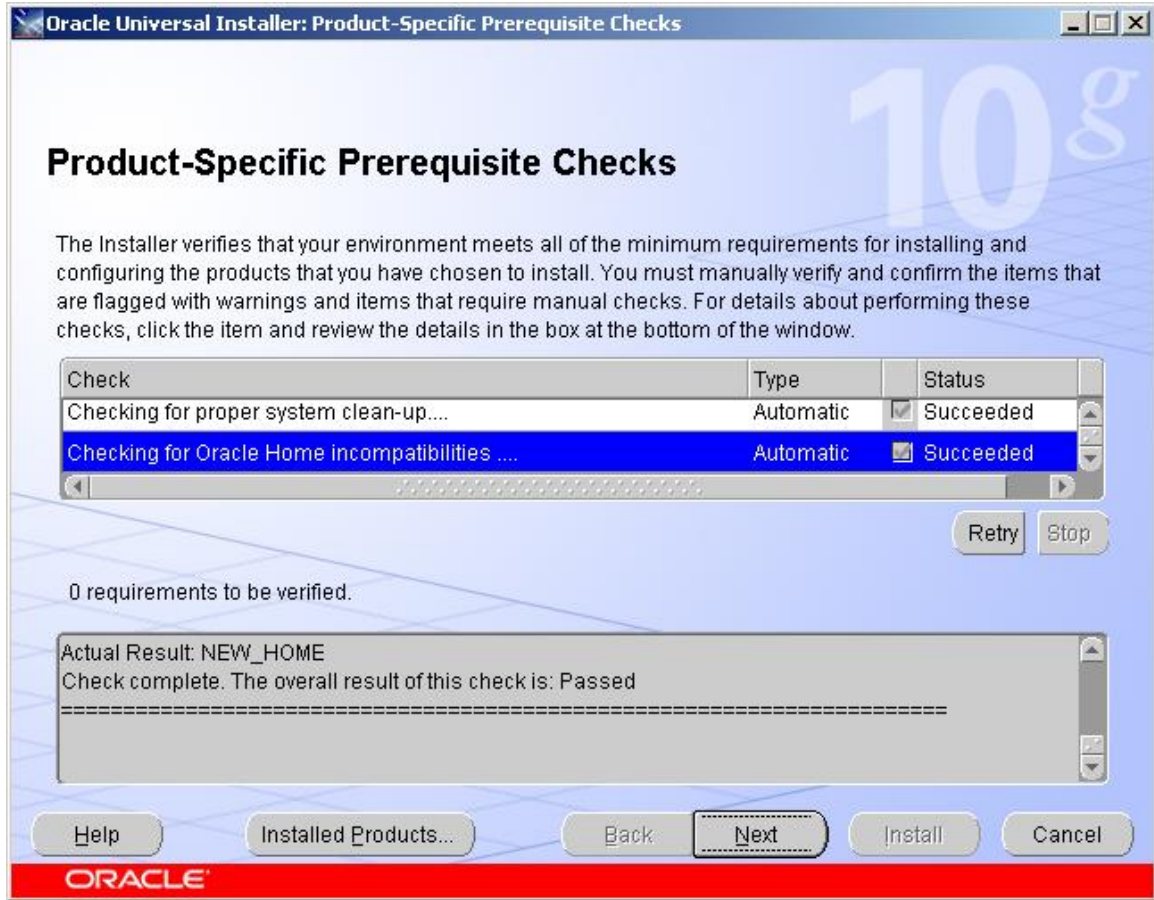 Oracle Universal Installer: Product-Specific Prerequisite Checks
10g
Product-Specific Prerequisite Checks
The Installer verifies that your environment meets all of the minimum requirements for installing and
configuring the products that you have chosen to install. You must manually verify and confirm the items that
are flagged with warnings and items that require manual checks. For details about performing these
checks, click the item and review the details in the box at the bottom of the window.
Check Type Status
Checking for proper system clean-up.... Automatic Succeeded
Checking for Oracle Home incompatibilities .... Automatic Succeeded
Retry Stop
0 requirements to be verified.
Actual Result: NEW_HOME
Check complete. The overall result of this check is: Passed
=======================================================================
Help Installed Products... Back Next Install Cancel
ORACLE